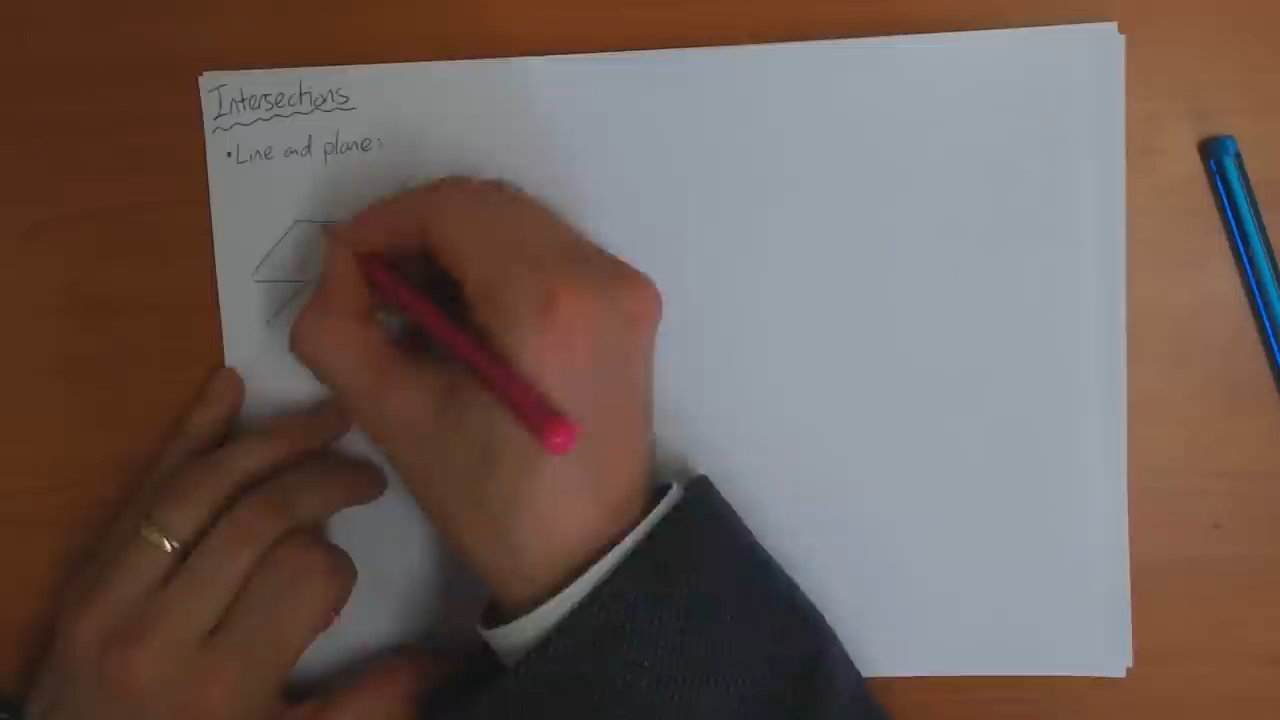 Intersections
• Line and plane: